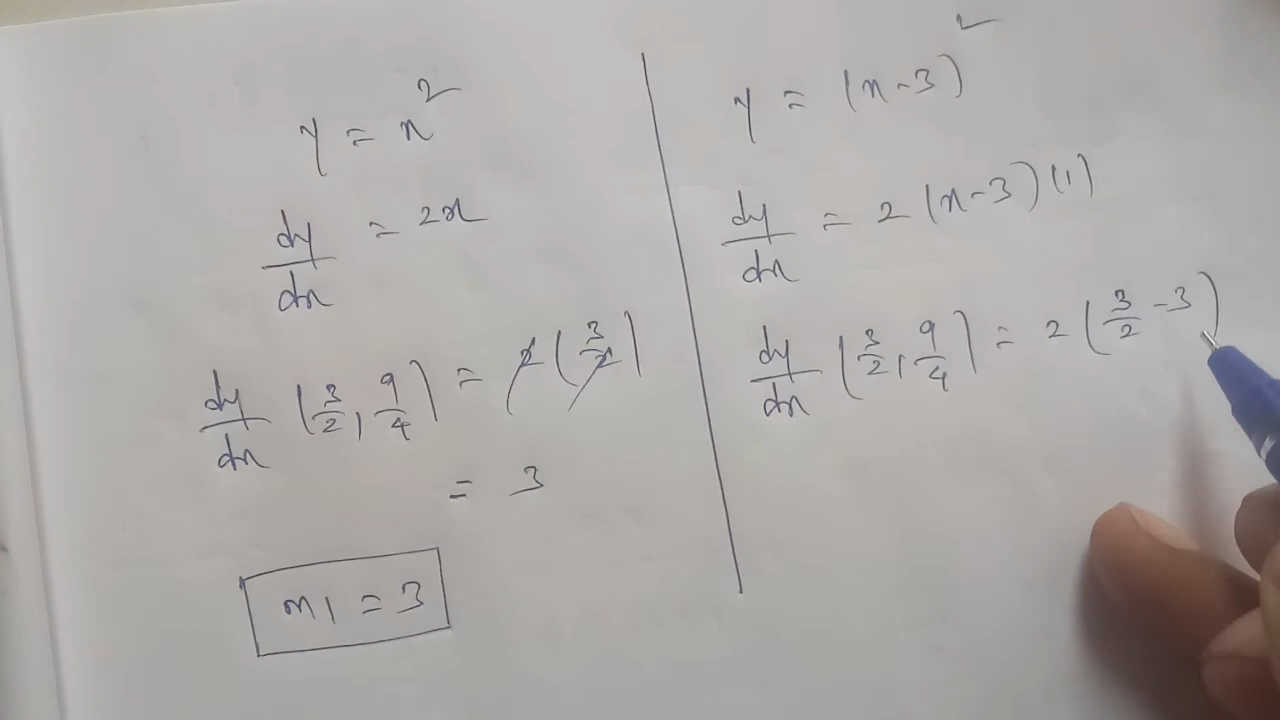 y = x²
dy/dx = 2x
dy/dx (3/2, 9/4) = 2(3/2)
= 3
m1 = 3
y = (x-3)²
dy/dx = 2(x-3)(1)
dy/dx (3/2, 9/4) = 2(3/2 - 3)